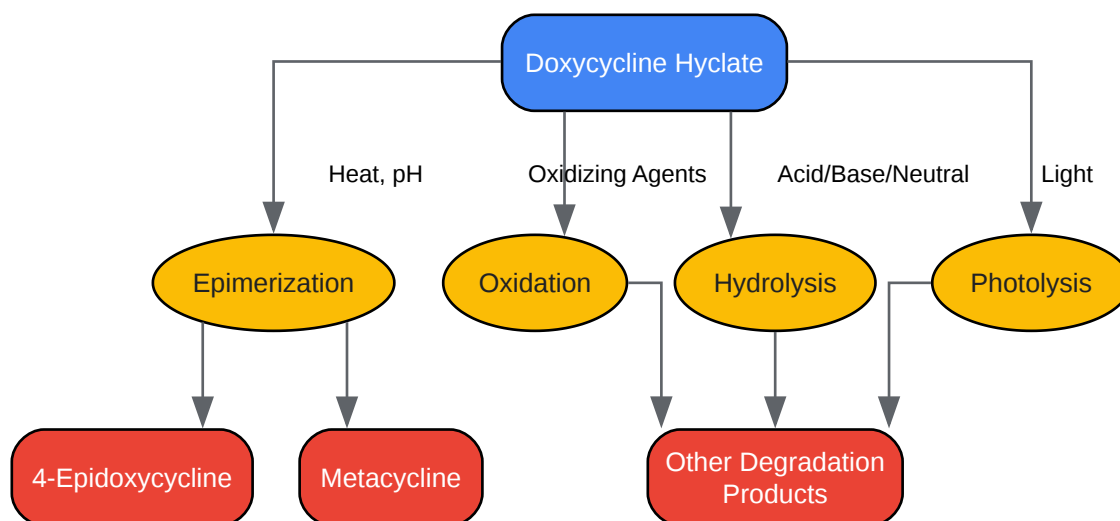 Doxycycline Hyclate
Heat, pH
Oxidizing Agents
Acid/Base/Neutral
Light
Epimerization
Oxidation
Hydrolysis
Photolysis
4-Epidoxycycline
Metacycline
Other Degradation
Products